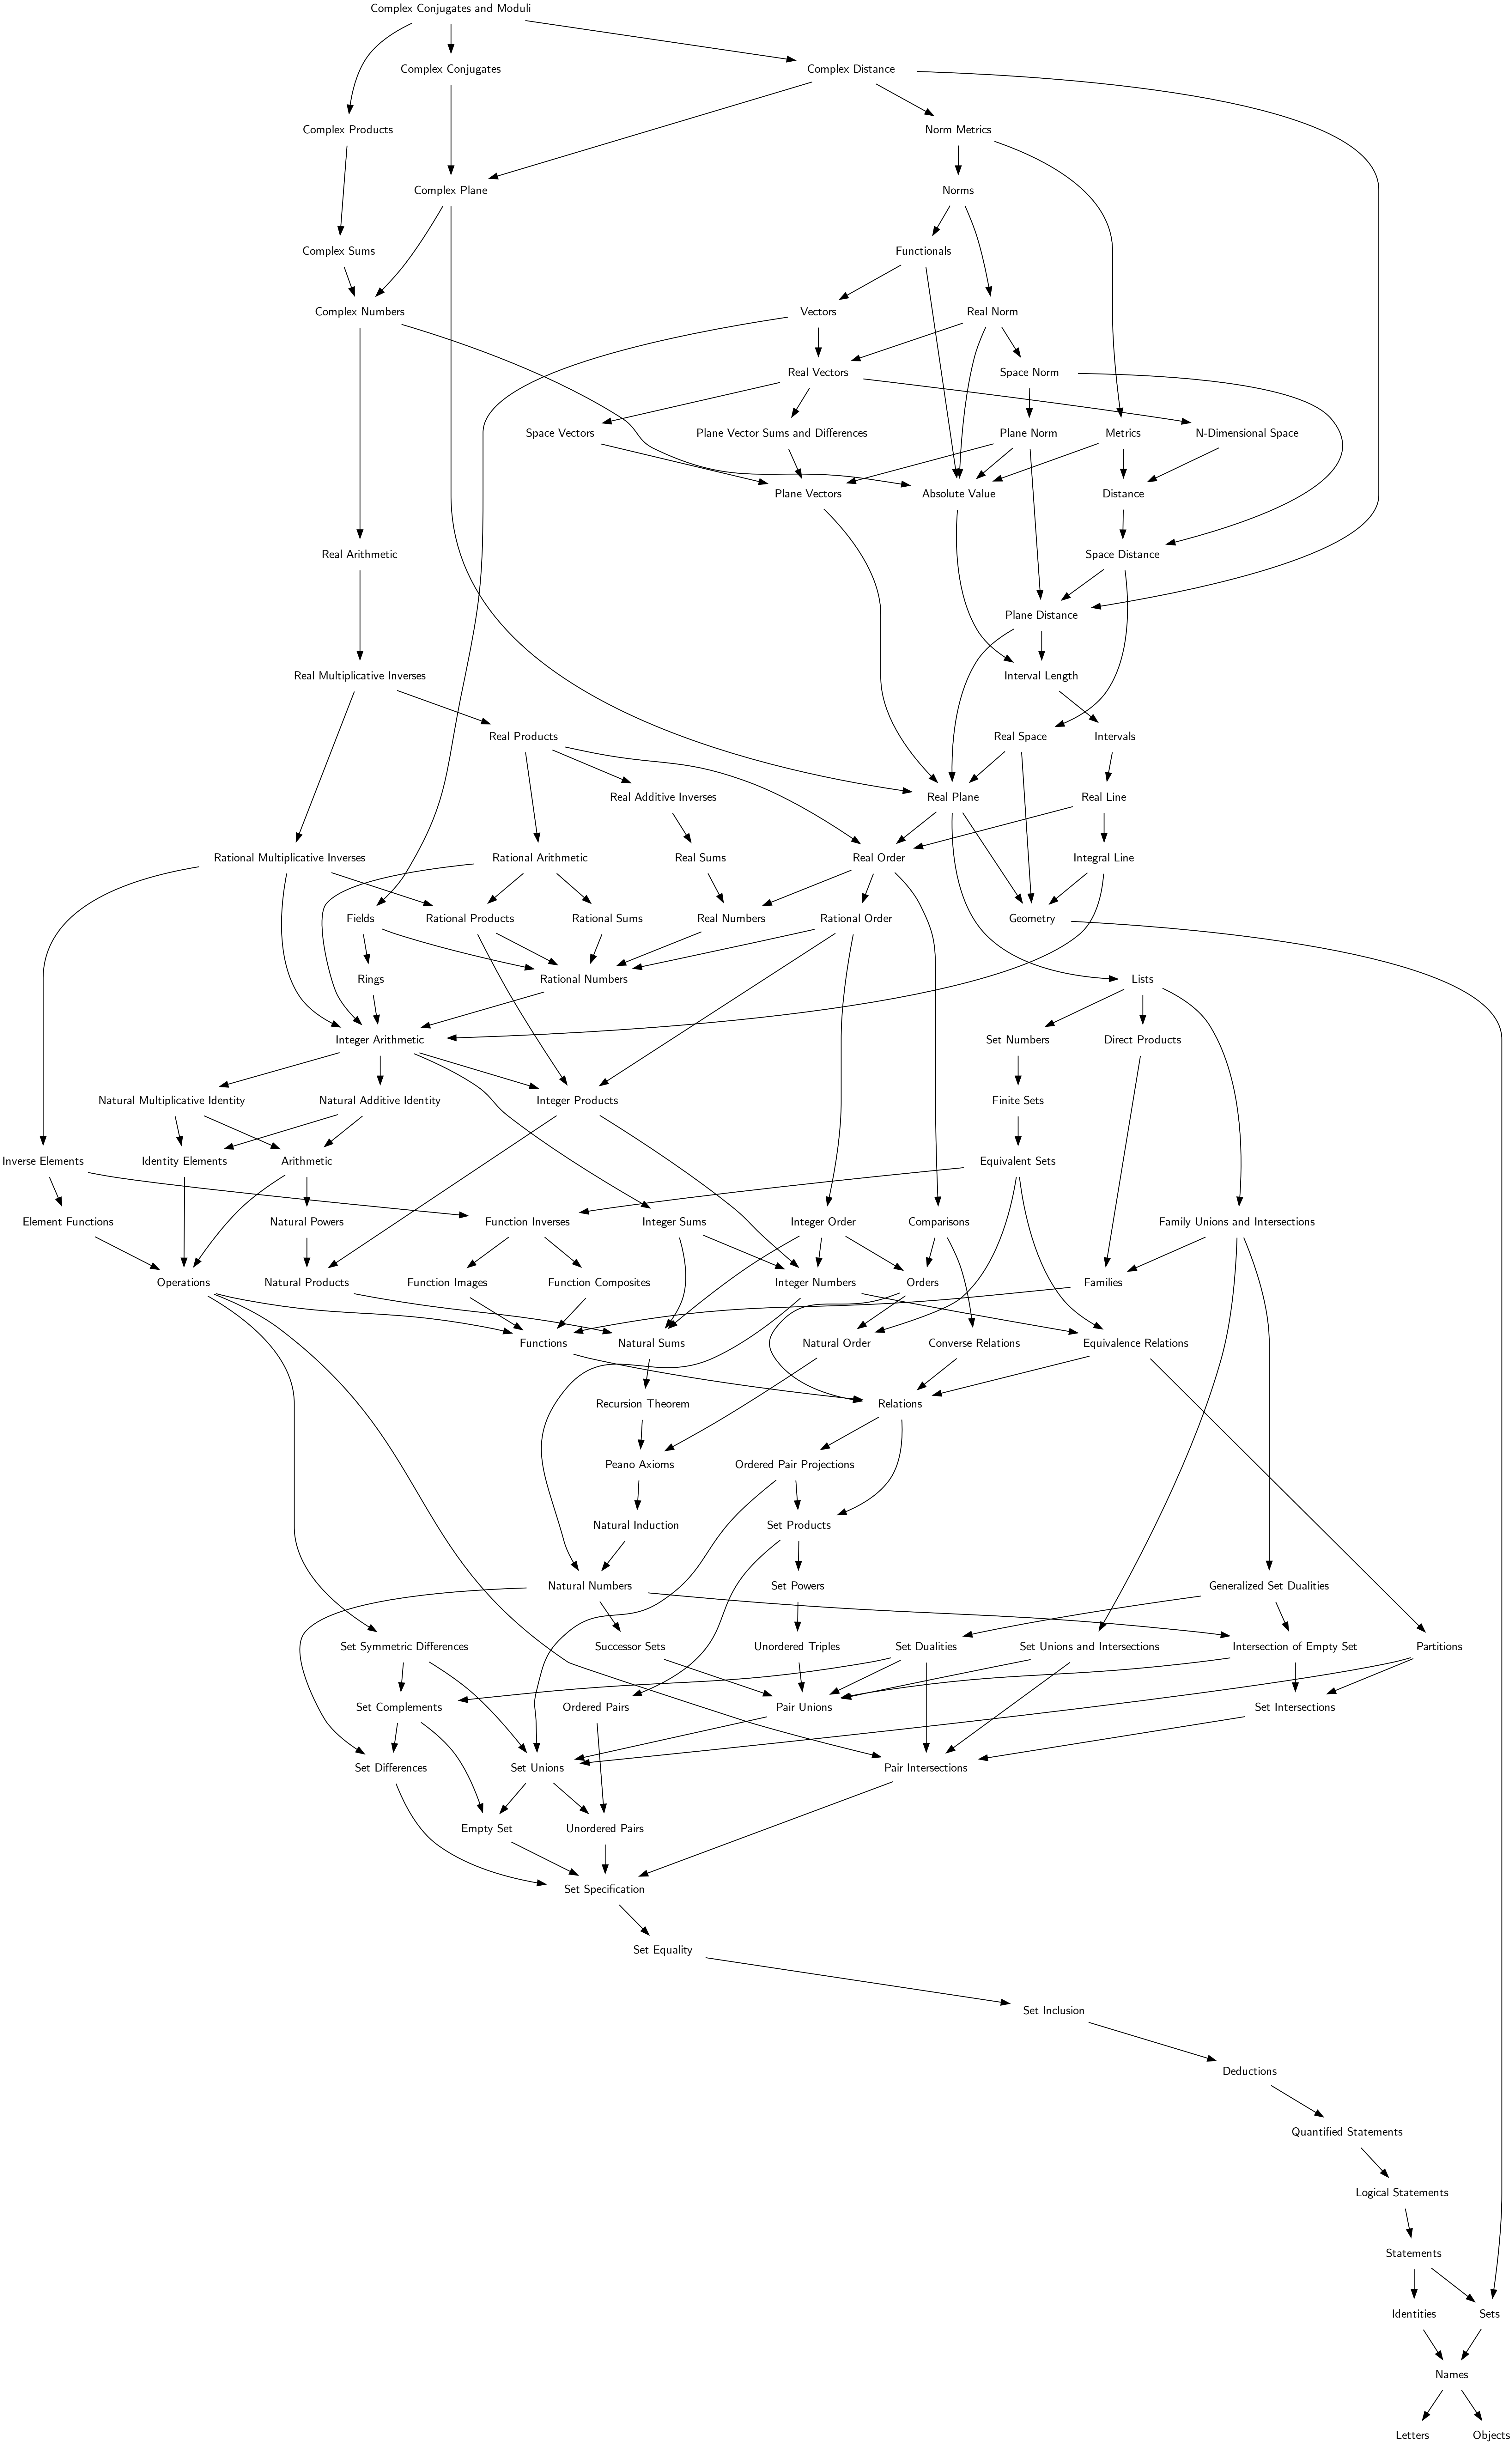 Complex Conjugates and Moduli
Complex Conjugates
Complex Distance
Complex Products
Norm Metrics
Complex Plane
Norms
Complex Sums
Functionals
Complex Numbers
Vectors
Real Norm
Real Vectors
Space Norm
Space Vectors
Plane Vector Sums and Differences
Plane Norm
Metrics
N-Dimensional Space
Plane Vectors
Absolute Value
Distance
Real Arithmetic
Space Distance
Plane Distance
Real Multiplicative Inverses
Interval Length
Real Products
Real Space
Intervals
Real Additive Inverses
Real Plane
Real Line
Rational Multiplicative Inverses
Rational Arithmetic
Real Sums
Real Order
Integral Line
Fields
Rational Products
Rational Sums
Real Numbers
Rational Order
Geometry
Rings
Rational Numbers
Lists
Integer Arithmetic
Set Numbers
Direct Products
Natural Multiplicative Identity
Natural Additive Identity
Integer Products
Finite Sets
Inverse Elements
Identity Elements
Arithmetic
Equivalent Sets
Element Functions
Natural Powers
Function Inverses
Integer Sums
Integer Order
Comparisons
Family Unions and Intersections
Operations
Natural Products
Function Images
Function Composites
Integer Numbers
Orders
Families
Functions
Natural Sums
Natural Order
Converse Relations
Equivalence Relations
Recursion Theorem
Relations
Peano Axioms
Ordered Pair Projections
Natural Induction
Set Products
Natural Numbers
Set Powers
Generalized Set Dualities
Set Symmetric Differences
Successor Sets
Unordered Triples
Set Dualities
Set Unions and Intersections
Intersection of Empty Set
Partitions
Set Complements
Ordered Pairs
Pair Unions
Set Intersections
Set Differences
Set Unions
Pair Intersections
Empty Set
Unordered Pairs
Set Specification
Set Equality
Set Inclusion
Deductions
Quantified Statements
Logical Statements
Statements
Identities
Sets
Names
Letters
Objects